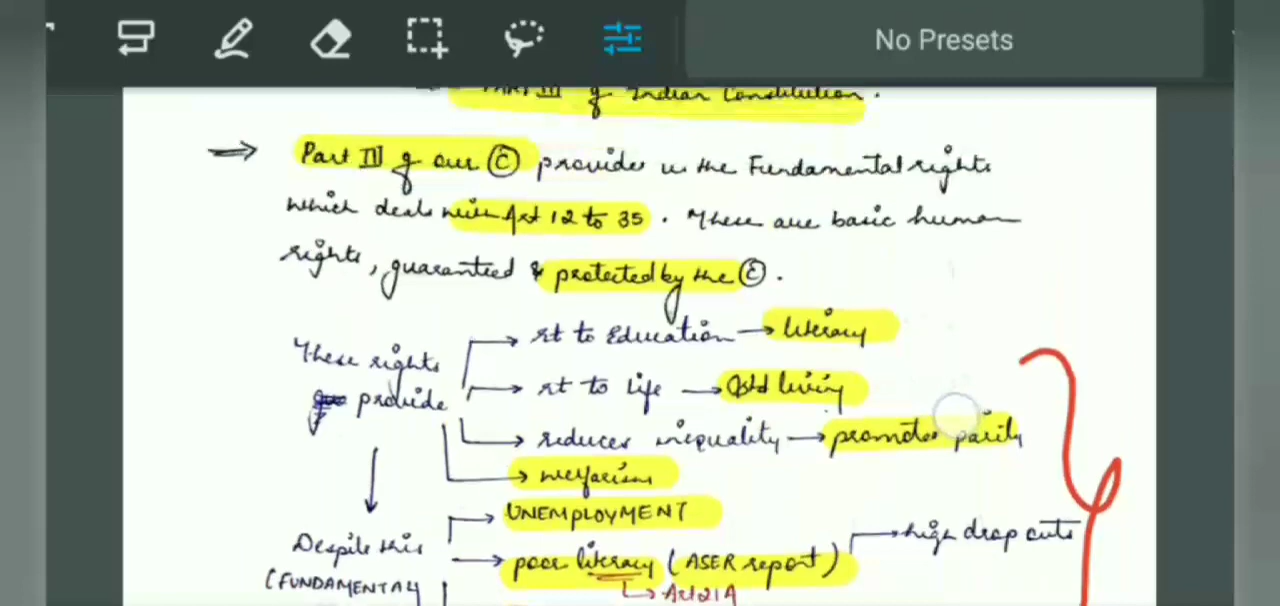 No Presets
PART III of Indian Constitution.
→ Part III of our Ⓒ provides us the Fundamental rights
which deals with Art 12 to 35. These are basic human
rights, guaranteed & protected by the Ⓒ.
These rights provide
→ rt to Education → literacy
→ rt to life → living
→ reduces inequality → promotes parity
→ welfarism
Despite this
(FUNDAMENTAL
→ UNEMPLOYMENT
→ poor literacy (ASER report) → high drop outs
→ Art 21A